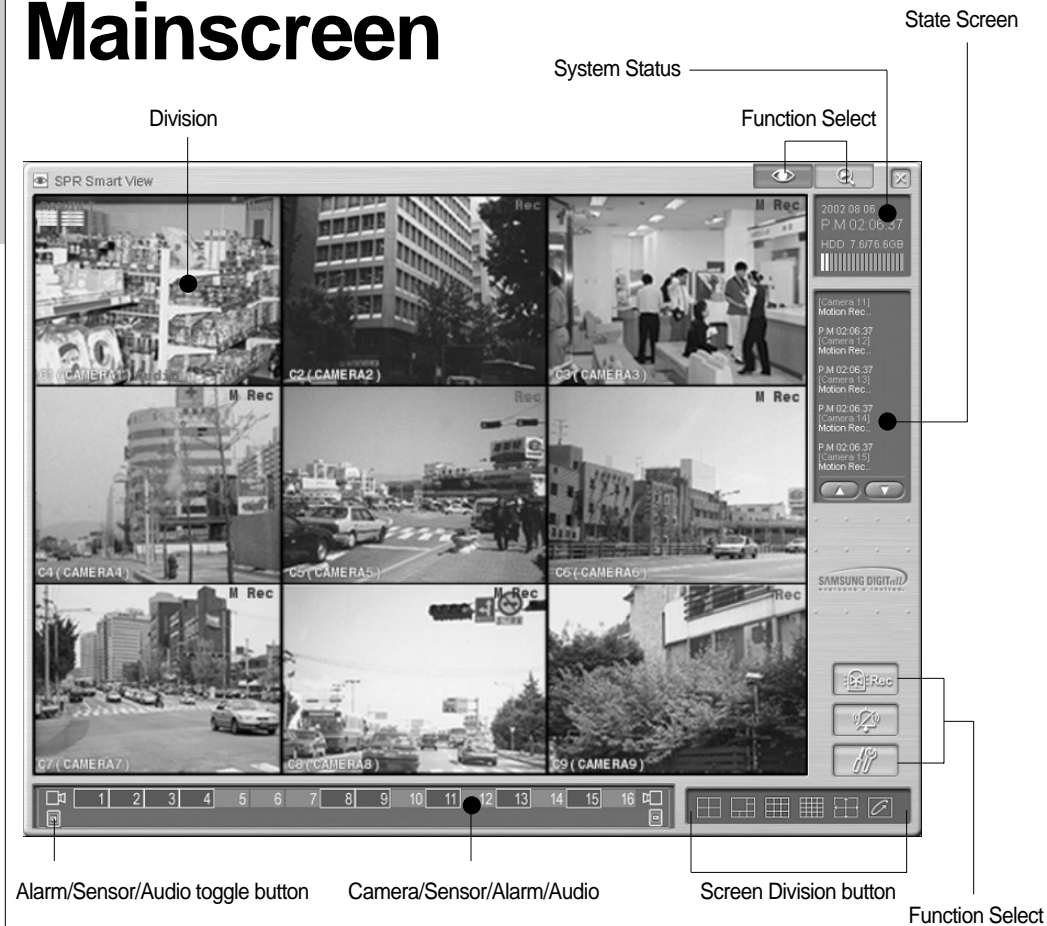 Mainscreen
State Screen
System Status
Division
Function Select
SPR Smart View
Rec
M Rec
2002 08 06
P.M 02:06.37
HDD 7.6/76.6GB
C1 (CAMERA1) Audio
C2 (CAMERA2)
C3 (CAMERA3)
[Camera 11]
Motion Rec..
P.M 02:06.37
[Camera 12]
Motion Rec..
P.M 02:06.37
[Camera 13]
Motion Rec..
P.M 02:06.37
[Camera 14]
Motion Rec..
P.M 02:06.37
[Camera 15]
Motion Rec..
M Rec
Rec
M Rec
C4 (CAMERA4)
C5 (CAMERA5)
C6 (CAMERA6)
SAMSUNG DIGITall
everyone's invited.
M Rec
M Rec
Rec
Rec
C7 (CAMERA7)
C8 (CAMERA8)
C9 (CAMERA9)
1 2 3 4 5 6 7 8 9 10 11 12 13 14 15 16
Alarm/Sensor/Audio toggle button
Camera/Sensor/Alarm/Audio
Screen Division button
Function Select